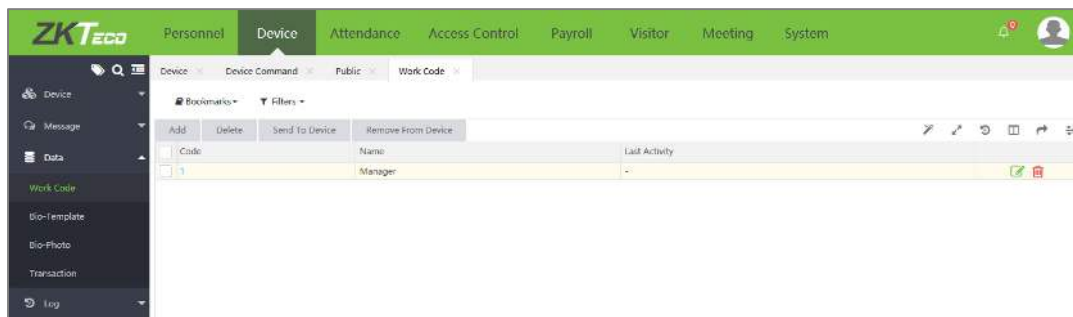 ZKTECO Personnel Device Attendance Access Control Payroll Visitor Meeting System 0
Device Device Command Public Work Code
Device
Bookmarks Filters
Message
Add Delete Send To Device Remove From Device
Code Name Last Activity
Data
1 Manager -
Work Code
Bio-Template
Bio-Photo
Transaction
Log